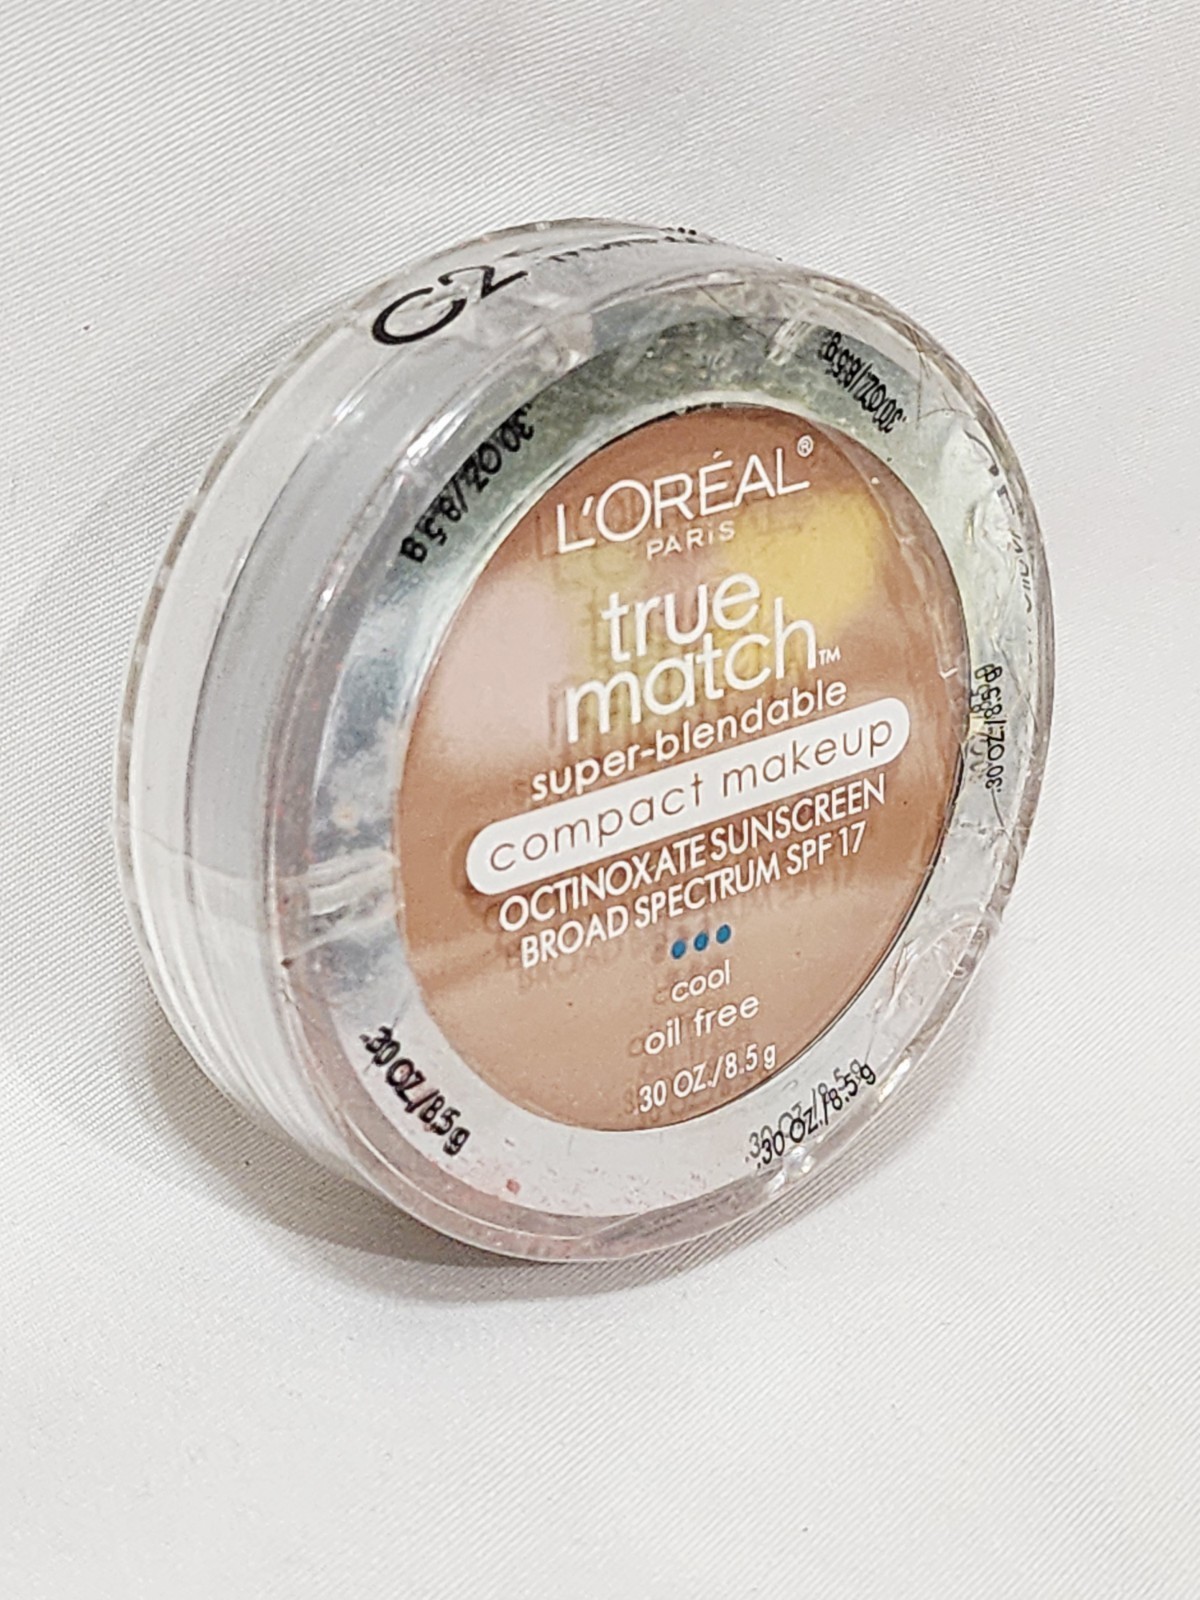 C2
.30 OZ./8.5 g
.30 OZ./8.5 g
L'ORÉAL®
PARIS
true
match™
super-blendable
compact makeup
OCTINOXATE SUNSCREEN
BROAD SPECTRUM SPF 17
cool
oil free
.30 OZ./8.5 g
.30 OZ./8.5 g
.30 OZ./8.5 g
.30 OZ./8.5 g